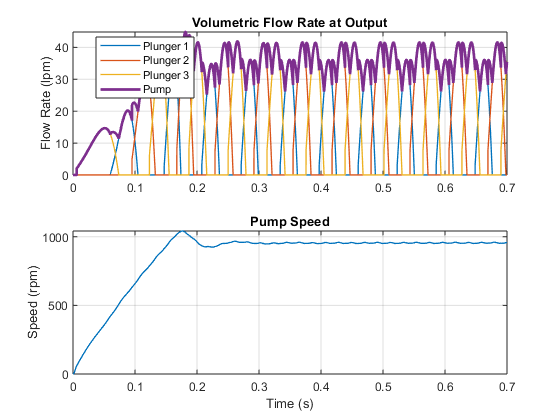 Volumetric Flow Rate at Output
Flow Rate (lpm)
40
30
20
10
0
Plunger 1
Plunger 2
Plunger 3
Pump
0 0.1 0.2 0.3 0.4 0.5 0.6 0.7
Pump Speed
Speed (rpm)
1000
500
0
0 0.1 0.2 0.3 0.4 0.5 0.6 0.7
Time (s)